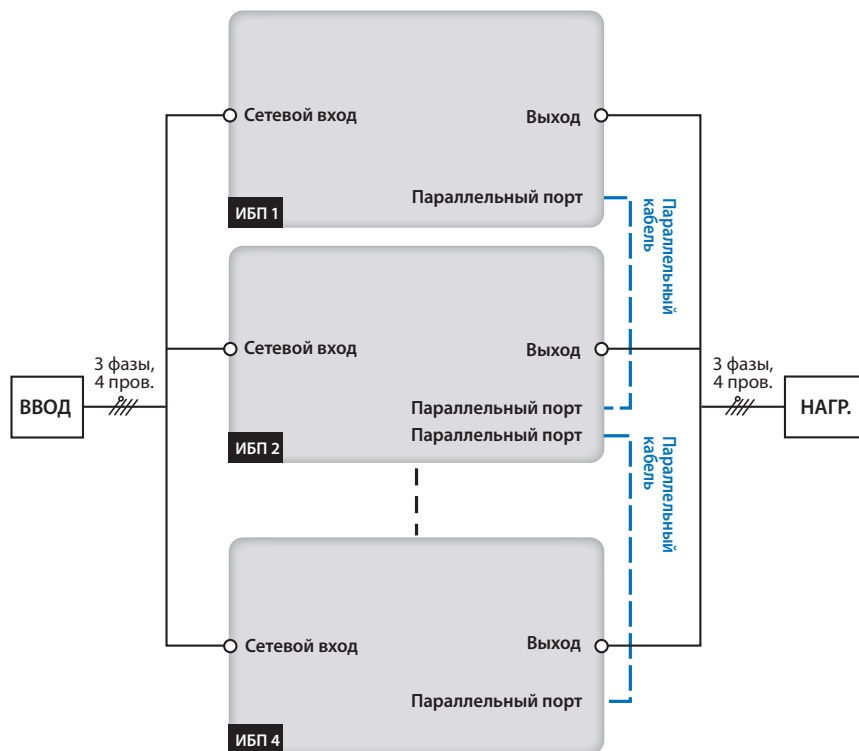 Сетевой вход
Выход
Параллельный порт
ИБП 1
Параллельный
кабель
Сетевой вход
Выход
3 фазы,
4 пров.
ВВОД
3 фазы,
4 пров.
НАГР.
Параллельный порт
Параллельный порт
ИБП 2
Параллельный
кабель
Сетевой вход
Выход
Параллельный порт
ИБП 4